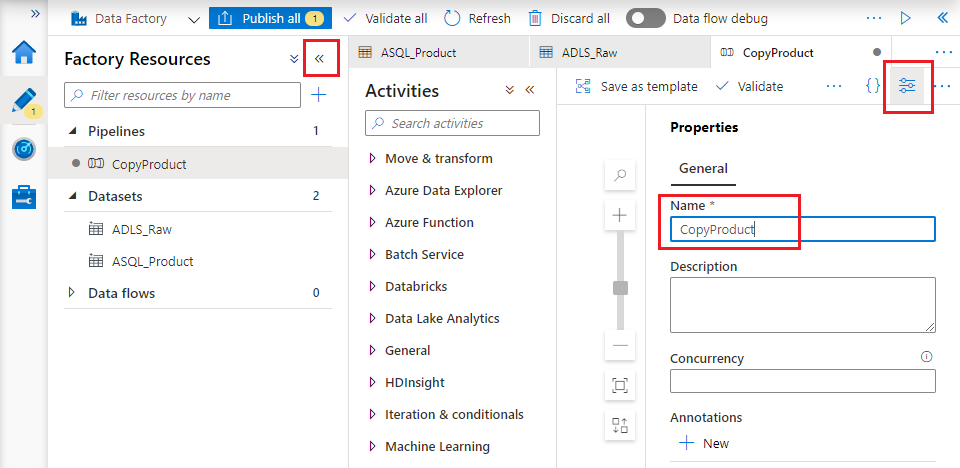 Data Factory
Publish all 1
Validate all
Refresh
Discard all
Data flow debug
1
Factory Resources
Filter resources by name
Pipelines 1
CopyProduct
Datasets 2
ADLS_Raw
ASQL_Product
Data flows 0
ASQL_Product
ADLS_Raw
CopyProduct
Activities
Search activities
Move & transform
Azure Data Explorer
Azure Function
Batch Service
Databricks
Data Lake Analytics
General
HDInsight
Iteration & conditionals
Machine Learning
Save as template
Validate
Properties
General
Name *
CopyProduct
Description
Concurrency
Annotations
New